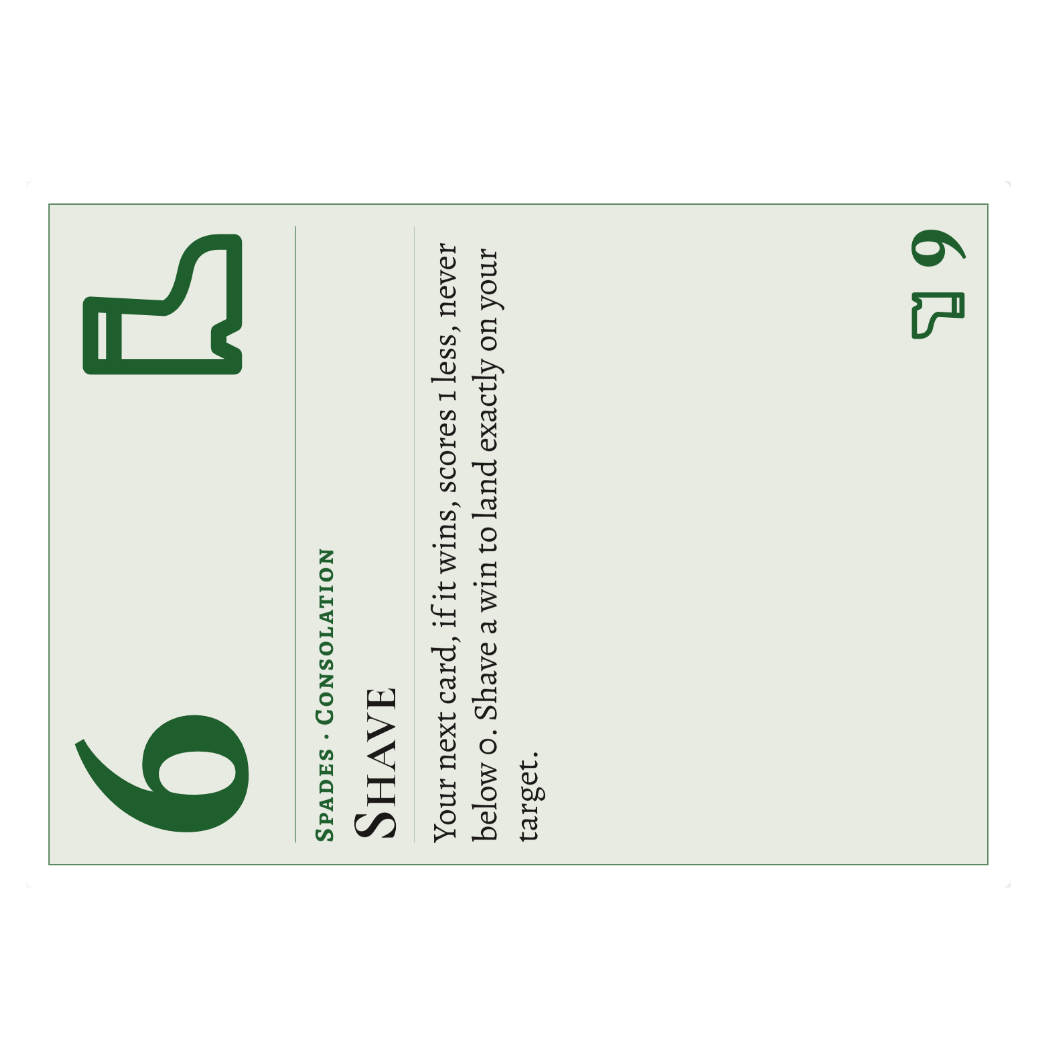 6
Spades · Consolation
Shave
Your next card, if it wins, scores 1 less, never
below 0. Shave a win to land exactly on your
target.
6